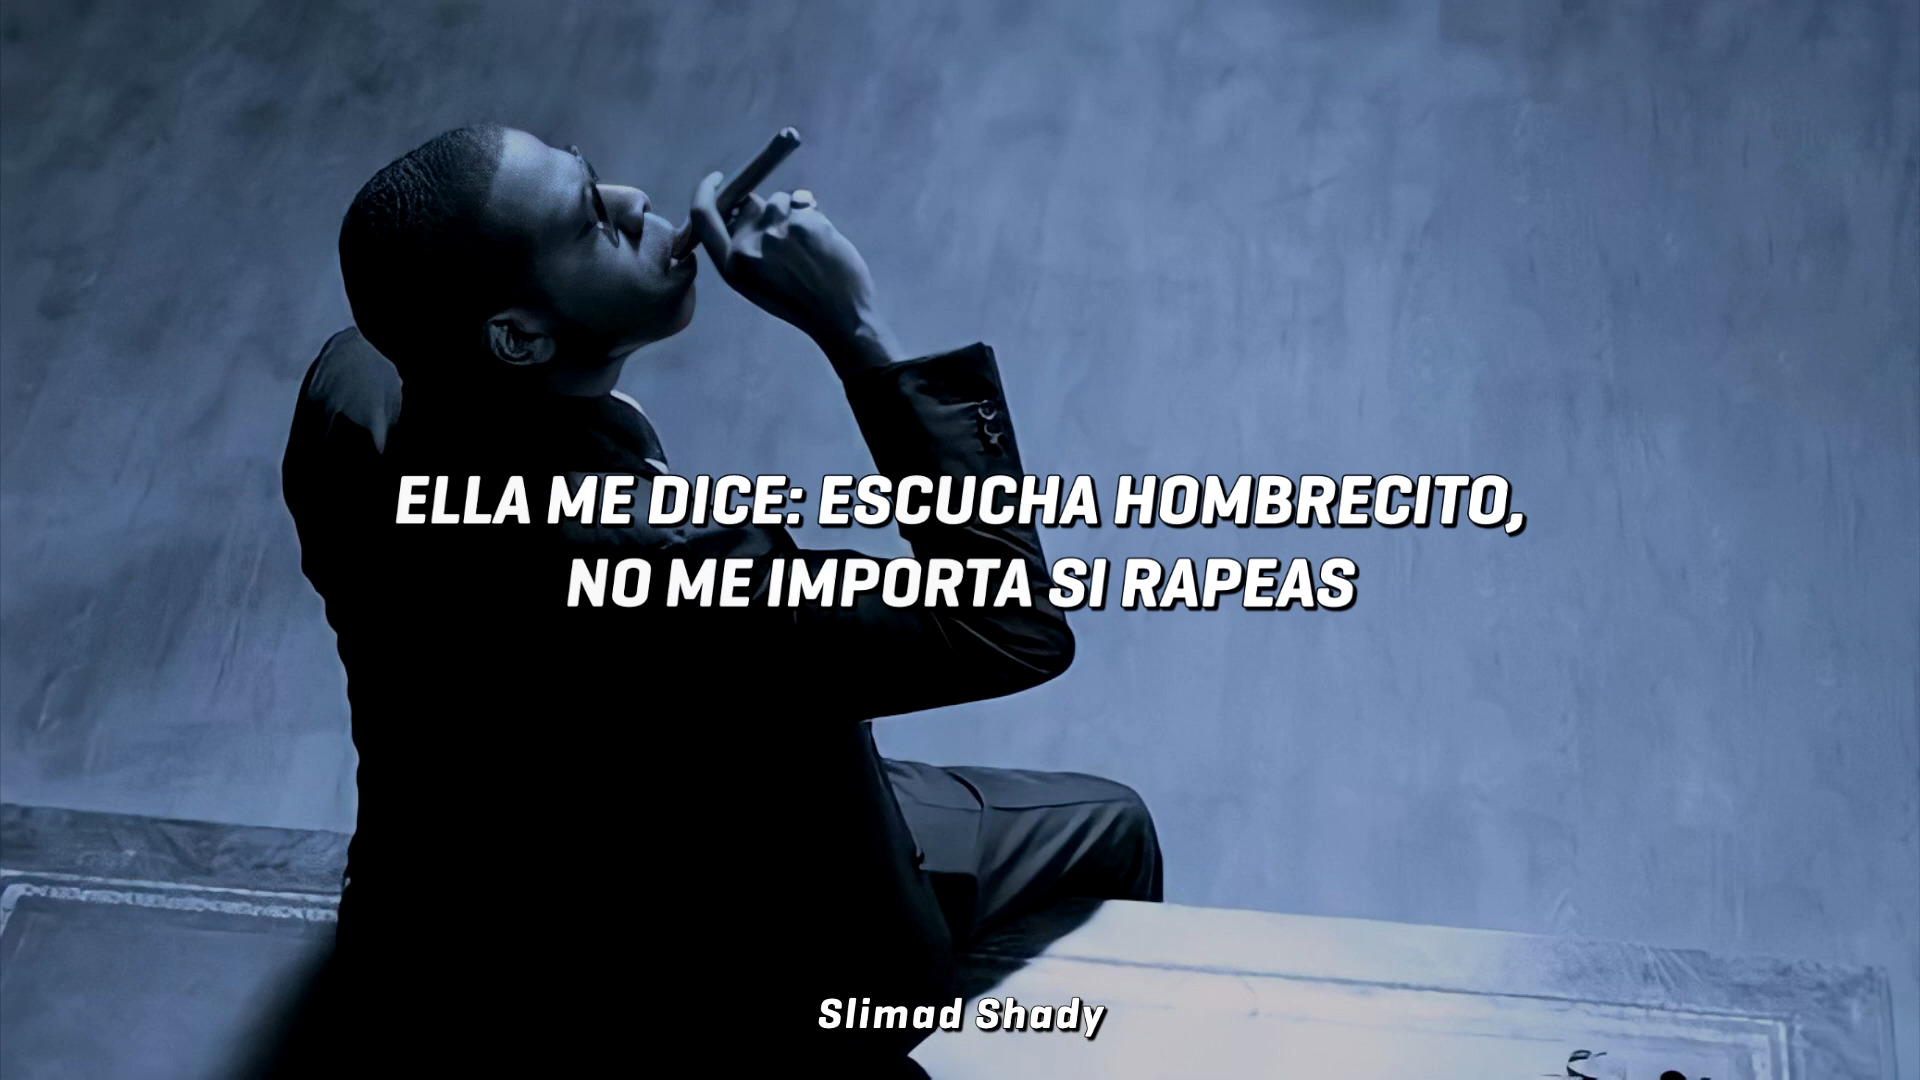 ELLA ME DICE: ESCUCHA HOMBRECITO,
NO ME IMPORTA SI RAPEAS
Slimad Shady